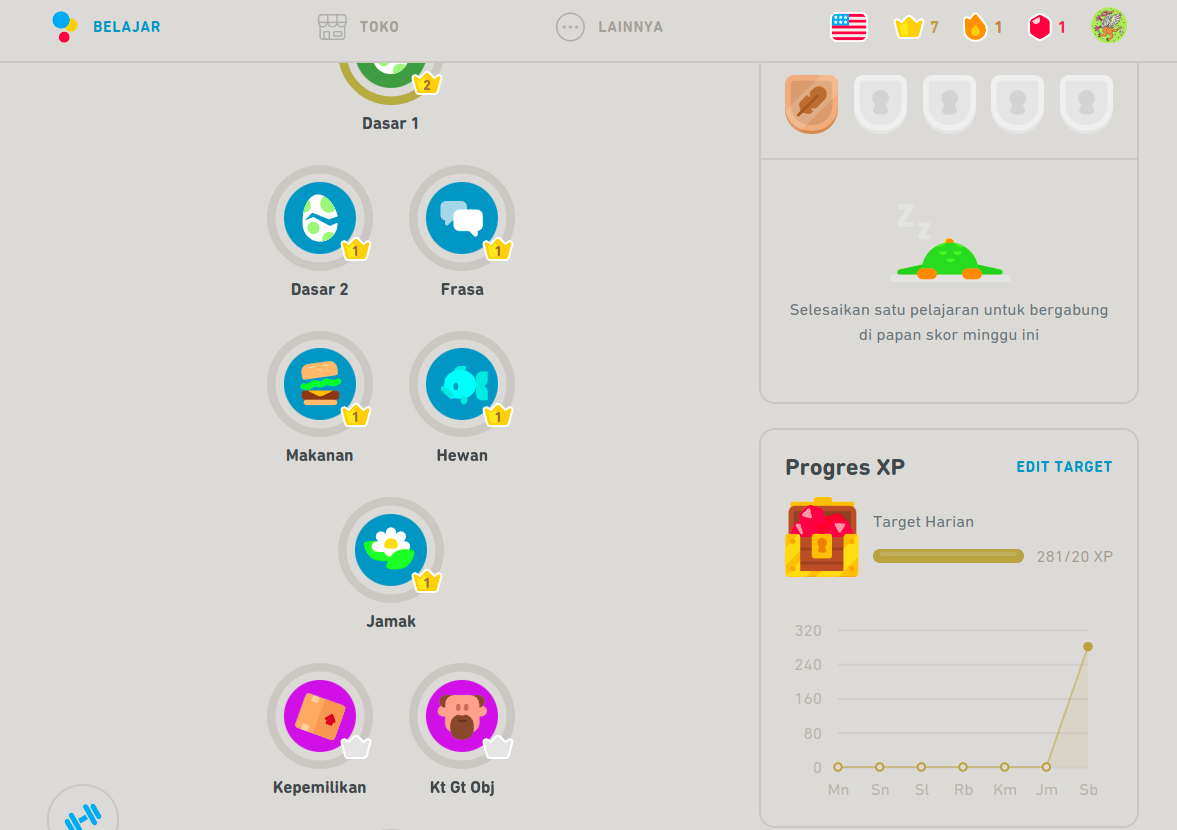 BELAJAR
TOKO
LAINNYA
7
1
1
2
Dasar 1
1
1
Dasar 2
Frasa
1
1
Makanan
Hewan
1
Jamak
Kepemilikan
Kt Gt Obj
Z
Z
Selesaikan satu pelajaran untuk bergabung
di papan skor minggu ini
Progres XP
EDIT TARGET
Target Harian
281/20 XP
320
240
160
80
0
Mn Sn Sl Rb Km Jm Sb